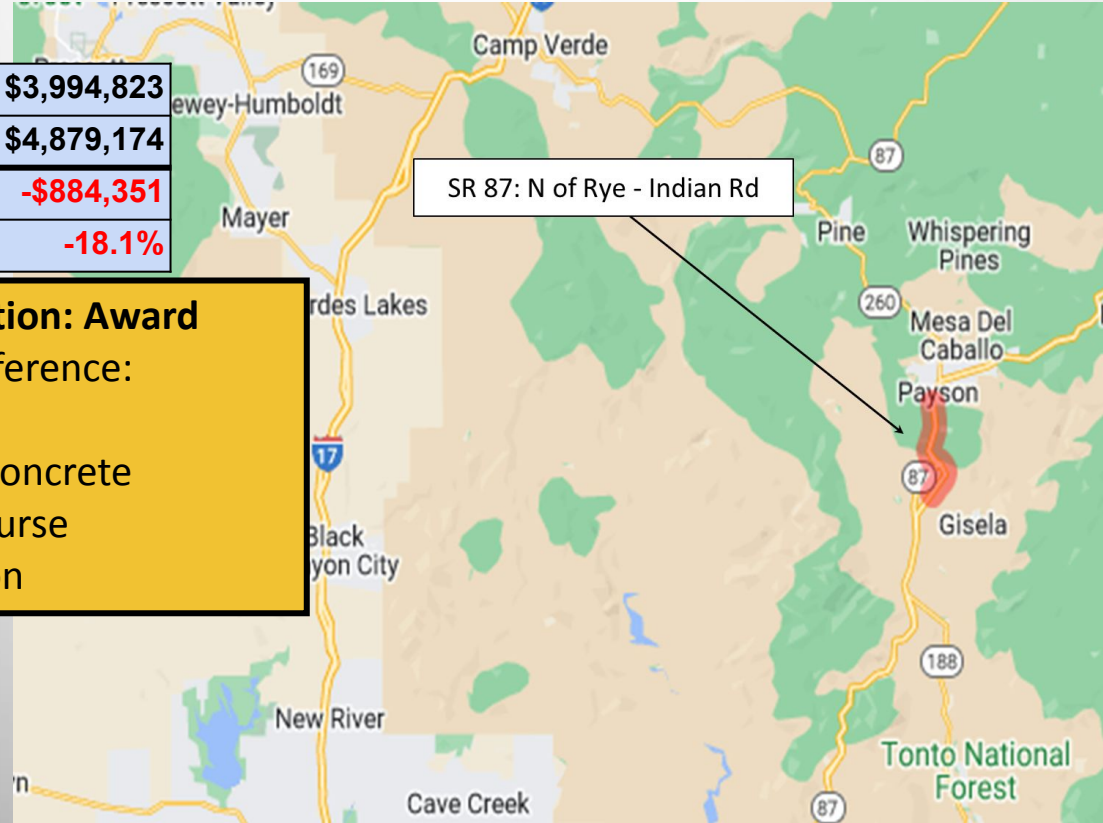 Camp Verde
169
$3,994,823
ewey-Humboldt
$4,879,174
87
-$884,351
SR 87: N of Rye - Indian Rd
Mayer
-18.1%
Pine
Whispering
Pines
tion: Award
rdes Lakes
260
Mesa Del
Caballo
ference:
Payson
17
oncrete
87
urse
Gisela
Black
yon City
on
188
New River
Tonto National
Forest
Cave Creek
87